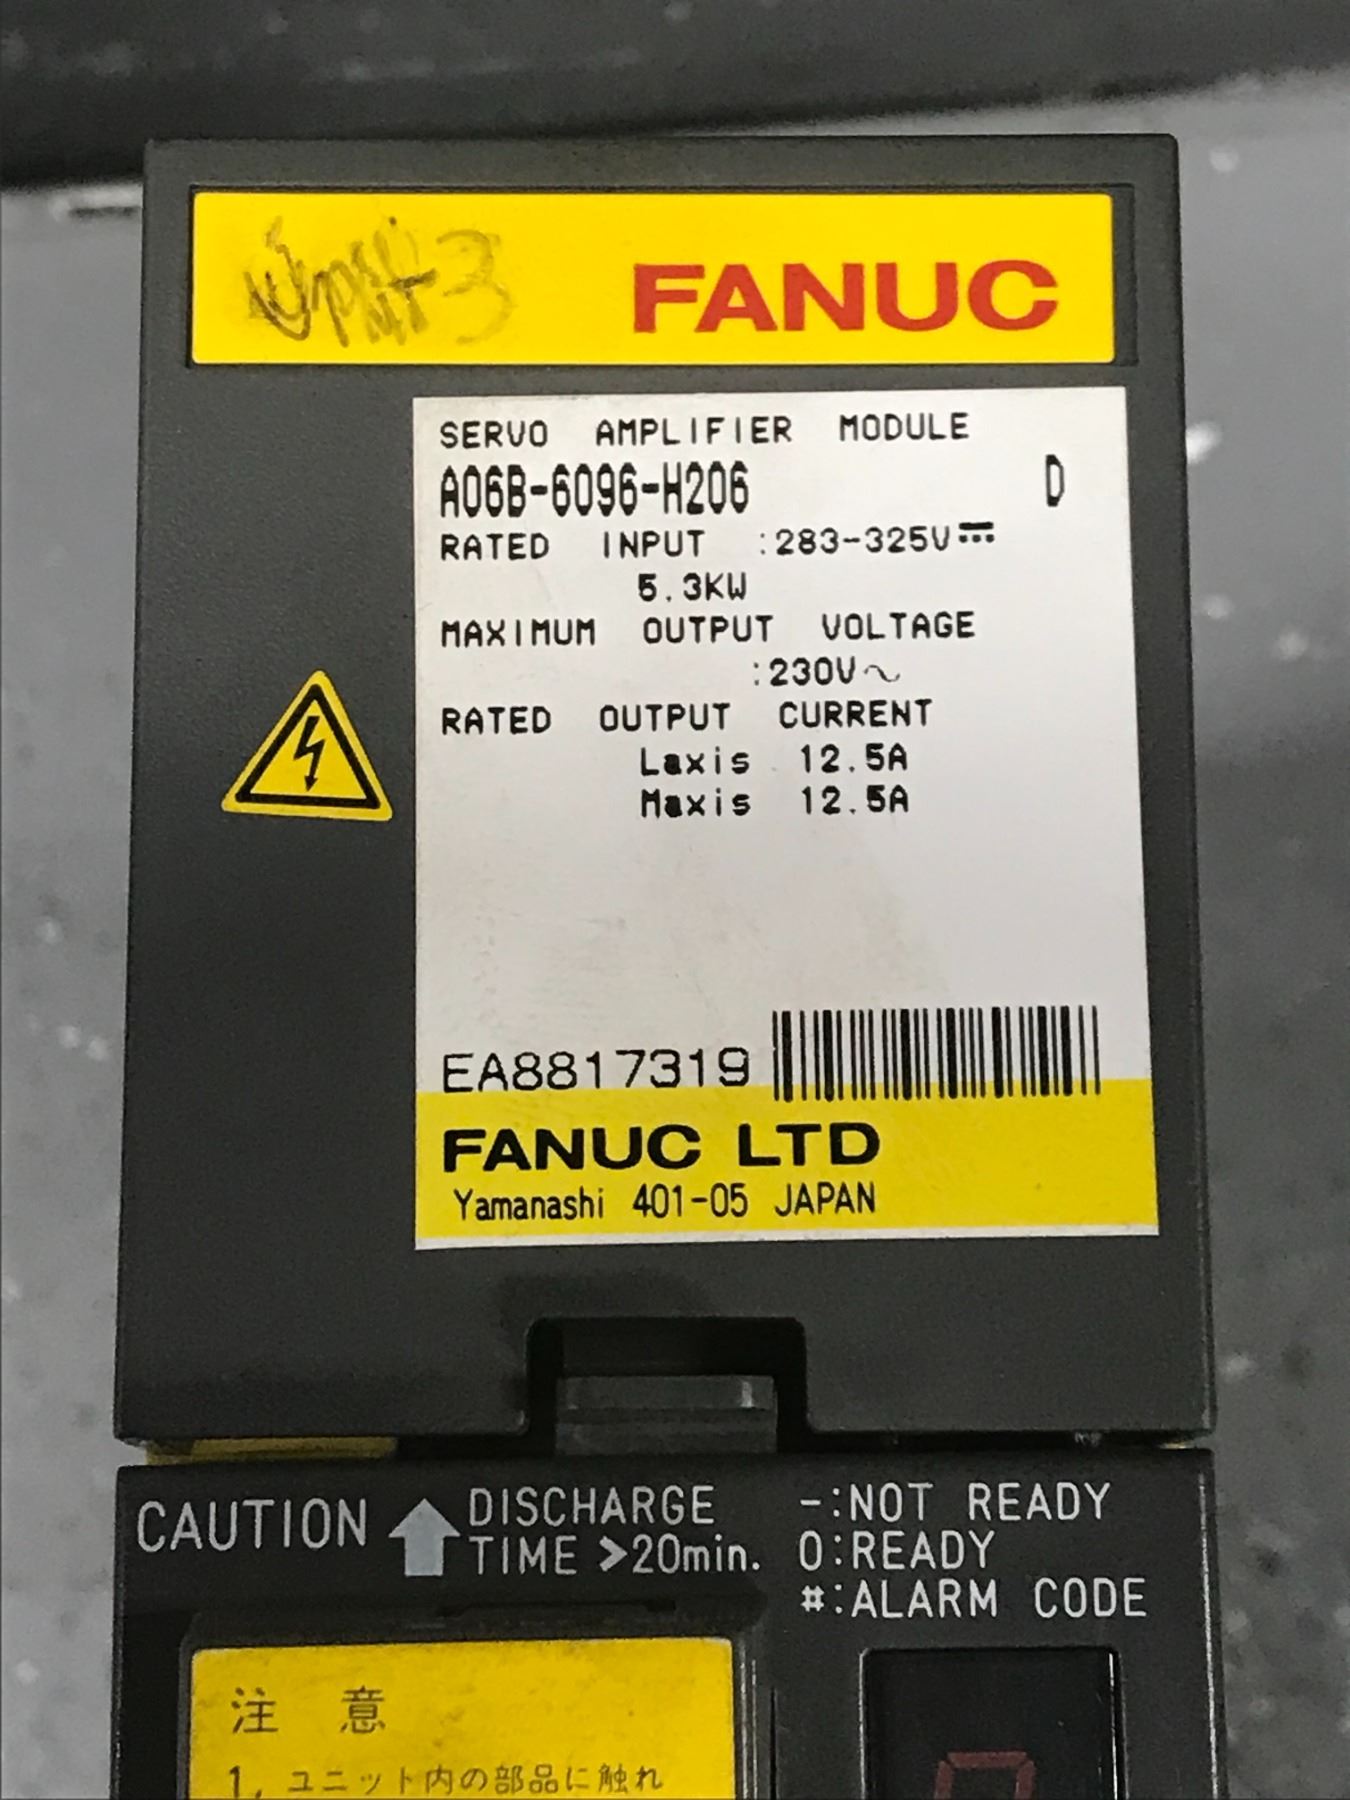 3
FANUC
SERVO AMPLIFIER MODULE
A06B-6096-H206 D
RATED INPUT :283-325V⎓
5.3KW
MAXIMUM OUTPUT VOLTAGE
:230V～
RATED OUTPUT CURRENT
Laxis 12.5A
Maxis 12.5A
EA8817319
FANUC LTD
Yamanashi 401-05 JAPAN
CAUTION
DISCHARGE
TIME >20min.
-:NOT READY
0:READY
#:ALARM CODE
注 意
1. ユニット内の部品に触れ